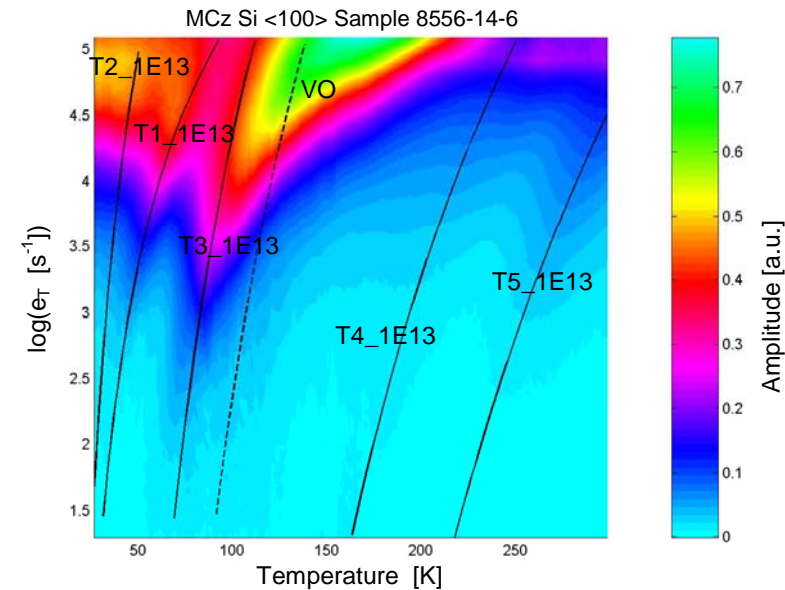 MCz Si <100> Sample 8556-14-6
5
4.5
4
3.5
3
2.5
2
1.5
log(eT [s-1])
T2_1E13
T1_1E13
VO
T3_1E13
T5_1E13
T4_1E13
50
100
150
200
250
Temperature [K]
0.7
0.6
0.5
0.4
0.3
0.2
0.1
0
Amplitude [a.u.]